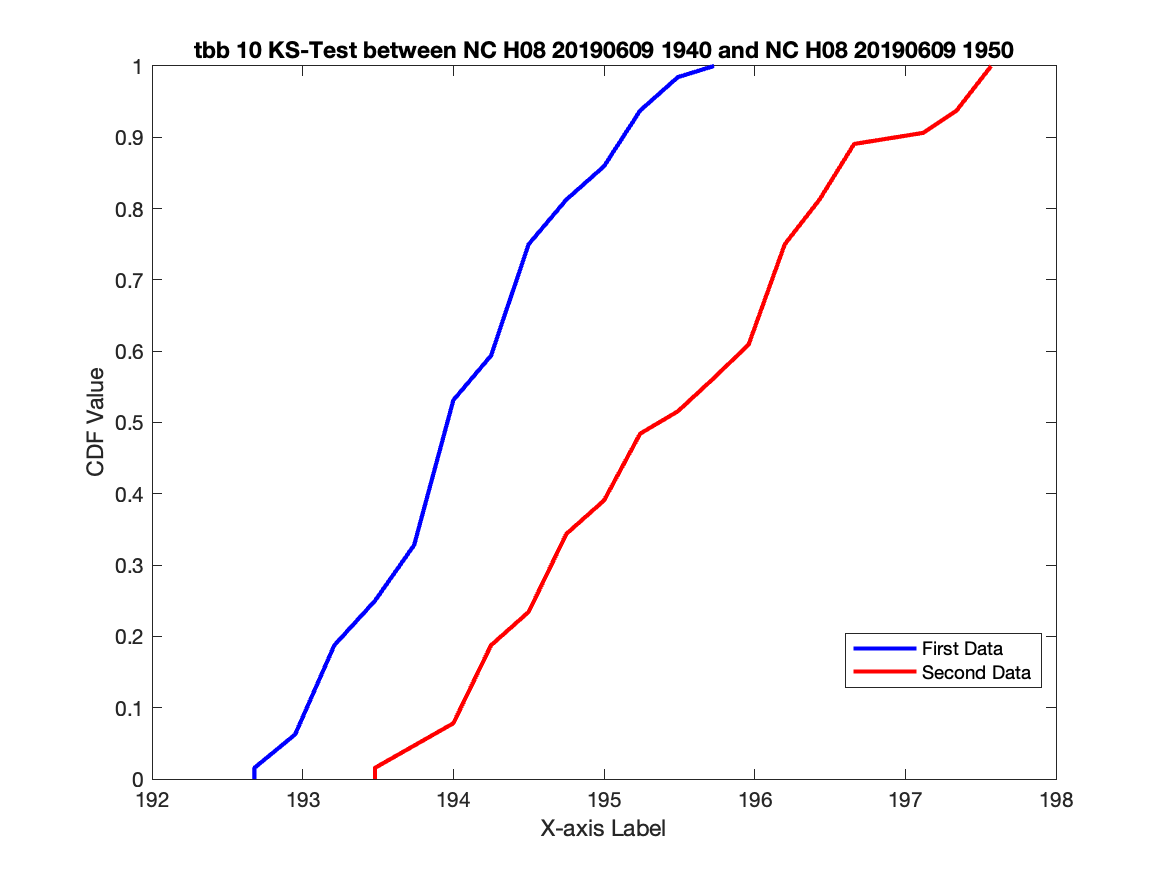 tbb 10 KS-Test between NC H08 20190609 1940 and NC H08 20190609 1950
1
0.9
0.8
0.7
0.6
0.5
0.4
0.3
0.2
0.1
0
CDF Value
First Data
Second Data
192 193 194 195 196 197 198
X-axis Label